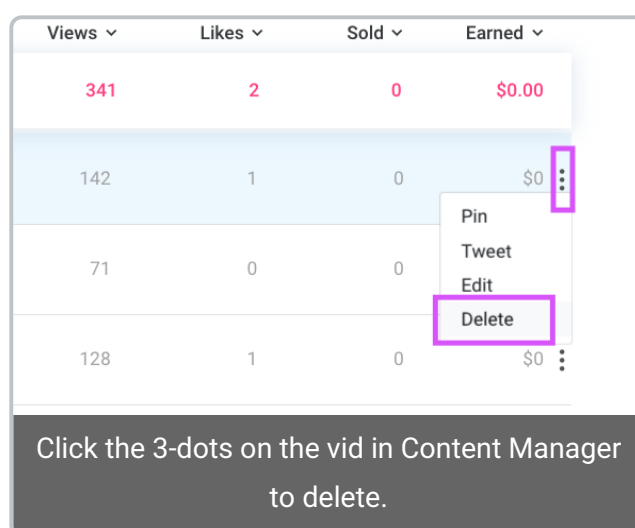 Views Likes Sold Earned
341 2 0 $0.00
142 1 0 $0
Pin
Tweet
71 0 0
Edit
Delete
128 1 0 $0
Click the 3-dots on the vid in Content Manager
to delete.